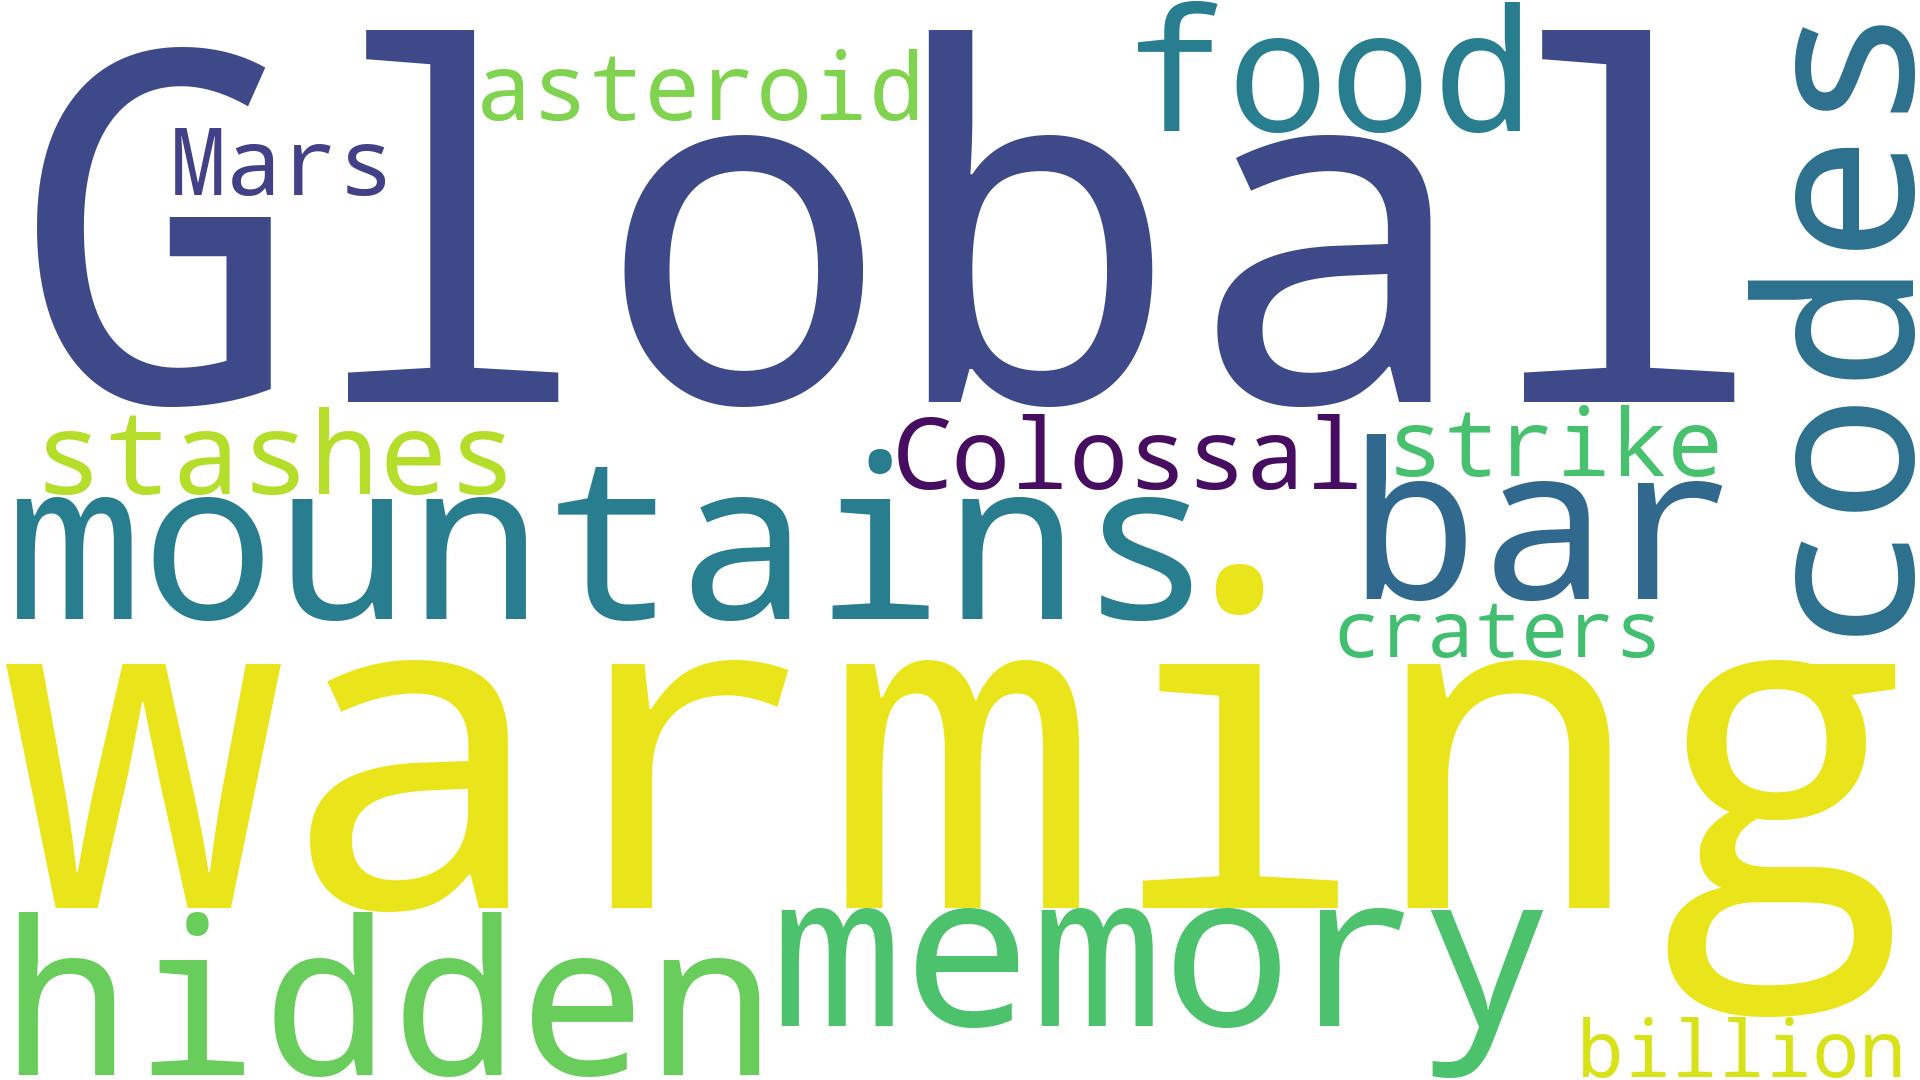 Global
asteroid
food
Mars
codes
stashes
Colossal
strike
mountains
bar
craters
warming
hidden
memory
billion